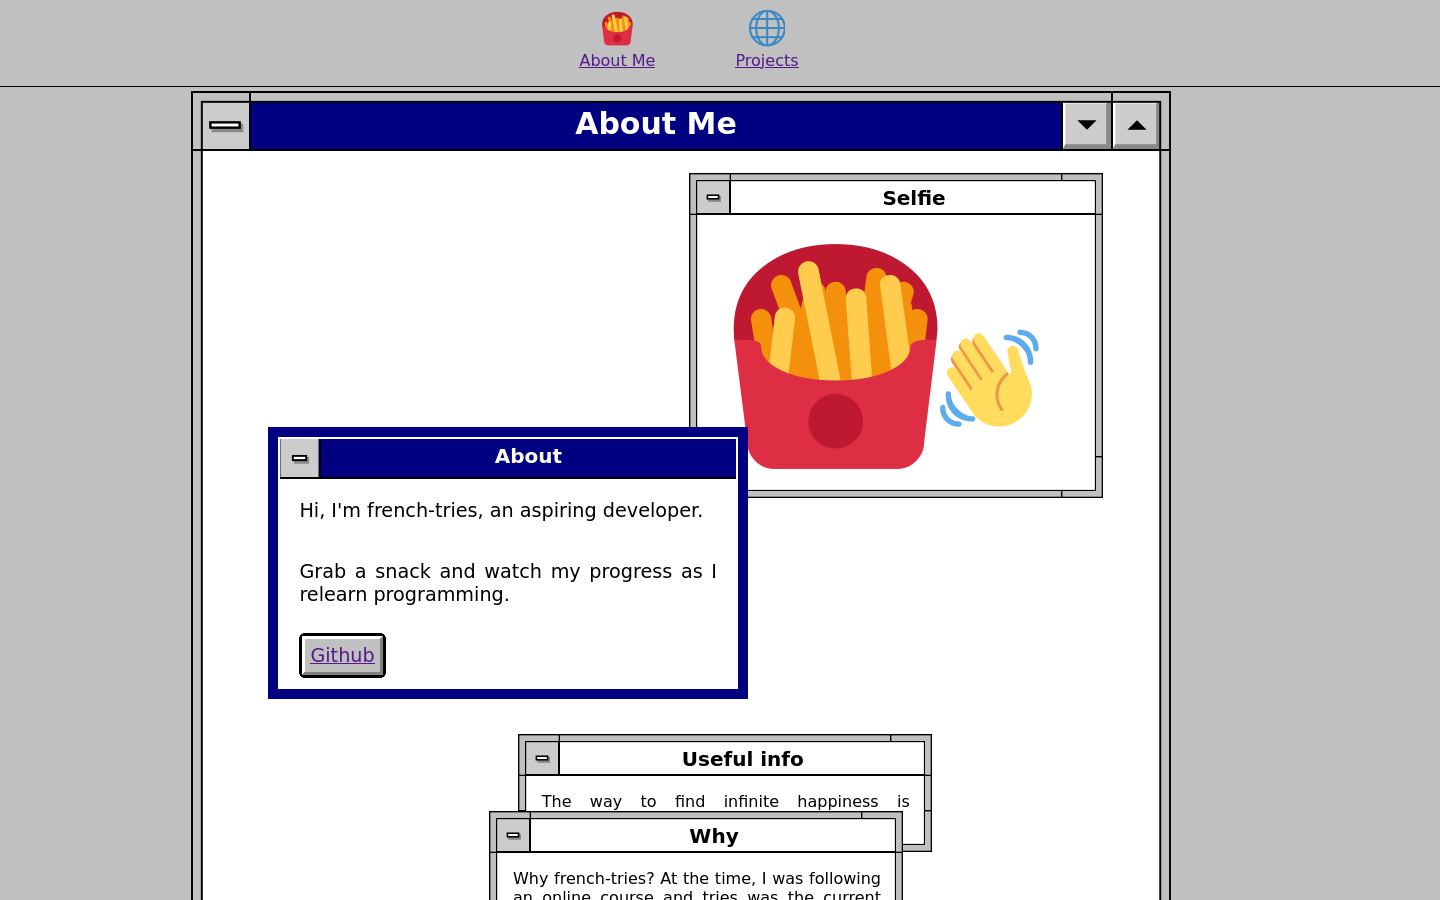 About Me
Projects
About Me
Selfie
About
Hi, I'm french-tries, an aspiring developer.
Grab a snack and watch my progress as I
relearn programming.
Github
Useful info
The way to find infinite happiness is
Why
Why french-tries? At the time, I was following
an online course and tries was the current